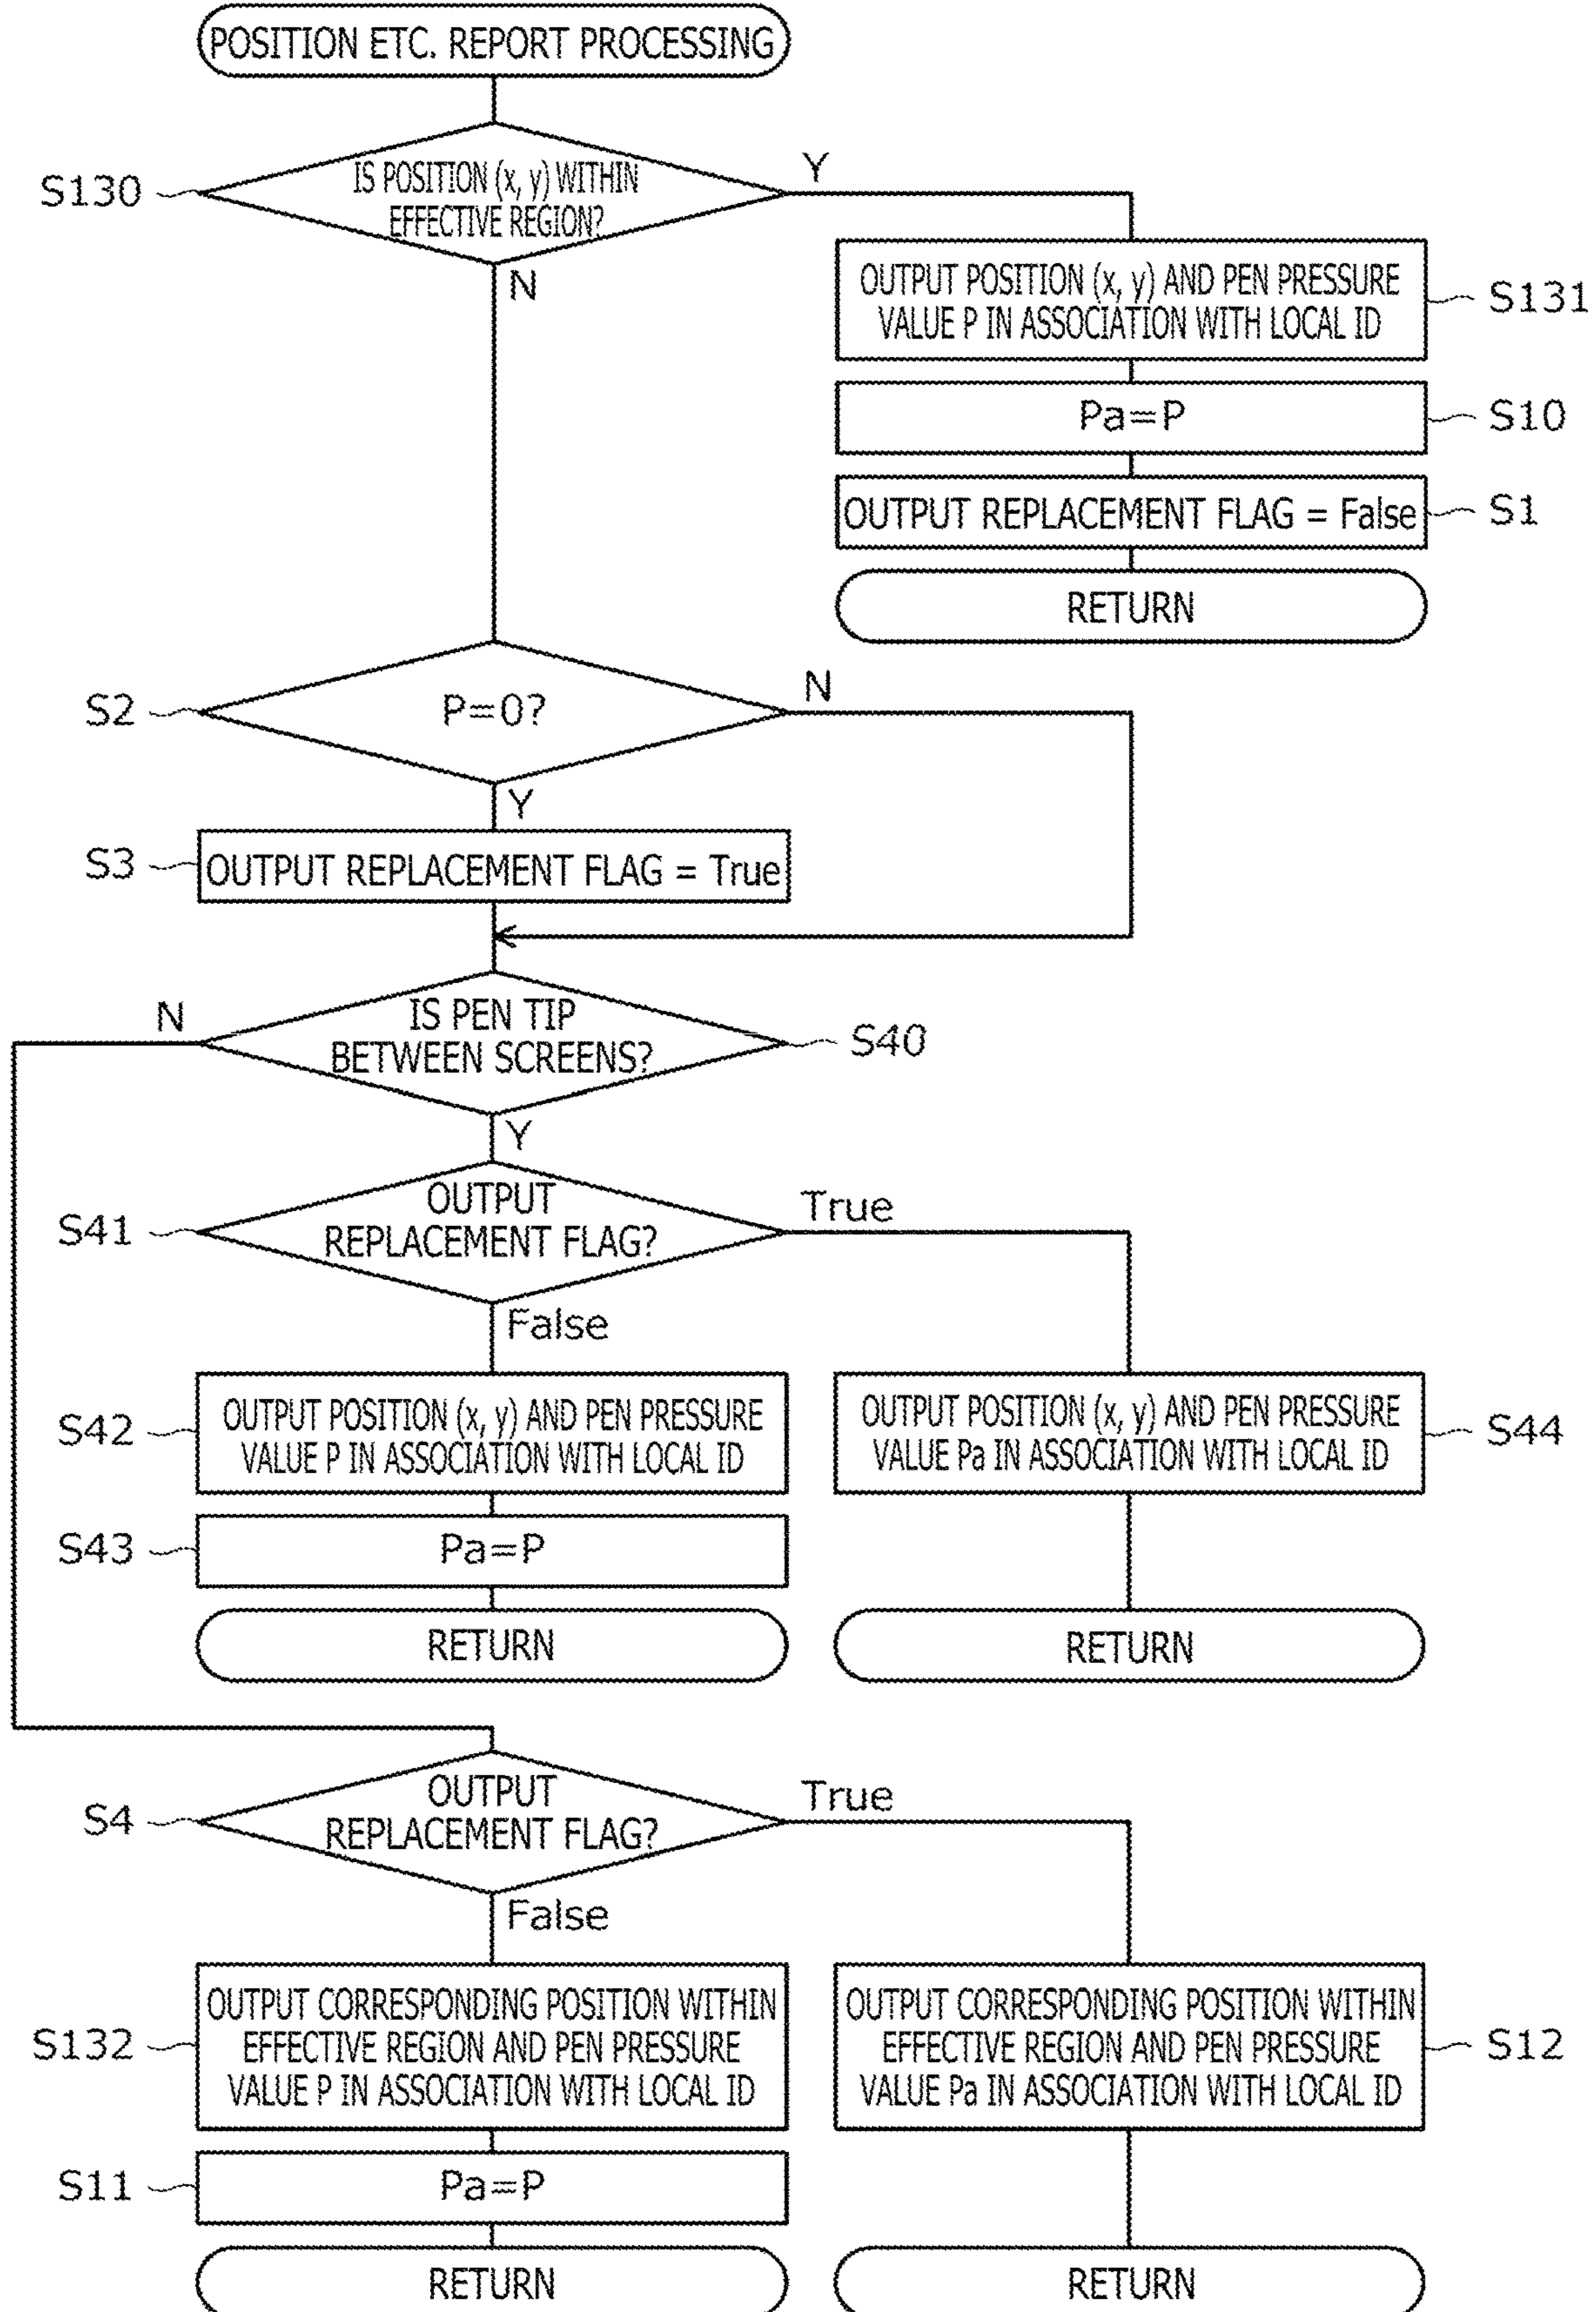 POSITION ETC. REPORT PROCESSING
S130
IS POSITION (x, y) WITHIN
EFFECTIVE REGION?
Y
N
OUTPUT POSITION (x, y) AND PEN PRESSURE
VALUE P IN ASSOCIATION WITH LOCAL ID
S131
Pa=P
S10
OUTPUT REPLACEMENT FLAG = False
S1
RETURN
S2
P=0?
N
Y
S3
OUTPUT REPLACEMENT FLAG = True
N
IS PEN TIP
BETWEEN SCREENS?
S40
Y
S41
OUTPUT
REPLACEMENT FLAG?
True
False
S42
OUTPUT POSITION (x, y) AND PEN PRESSURE
VALUE P IN ASSOCIATION WITH LOCAL ID
OUTPUT POSITION (x, y) AND PEN PRESSURE
VALUE Pa IN ASSOCIATION WITH LOCAL ID
S44
S43
Pa=P
RETURN
RETURN
S4
OUTPUT
REPLACEMENT FLAG?
True
False
S132
OUTPUT CORRESPONDING POSITION WITHIN
EFFECTIVE REGION AND PEN PRESSURE
VALUE P IN ASSOCIATION WITH LOCAL ID
OUTPUT CORRESPONDING POSITION WITHIN
EFFECTIVE REGION AND PEN PRESSURE
VALUE Pa IN ASSOCIATION WITH LOCAL ID
S12
S11
Pa=P
RETURN
RETURN